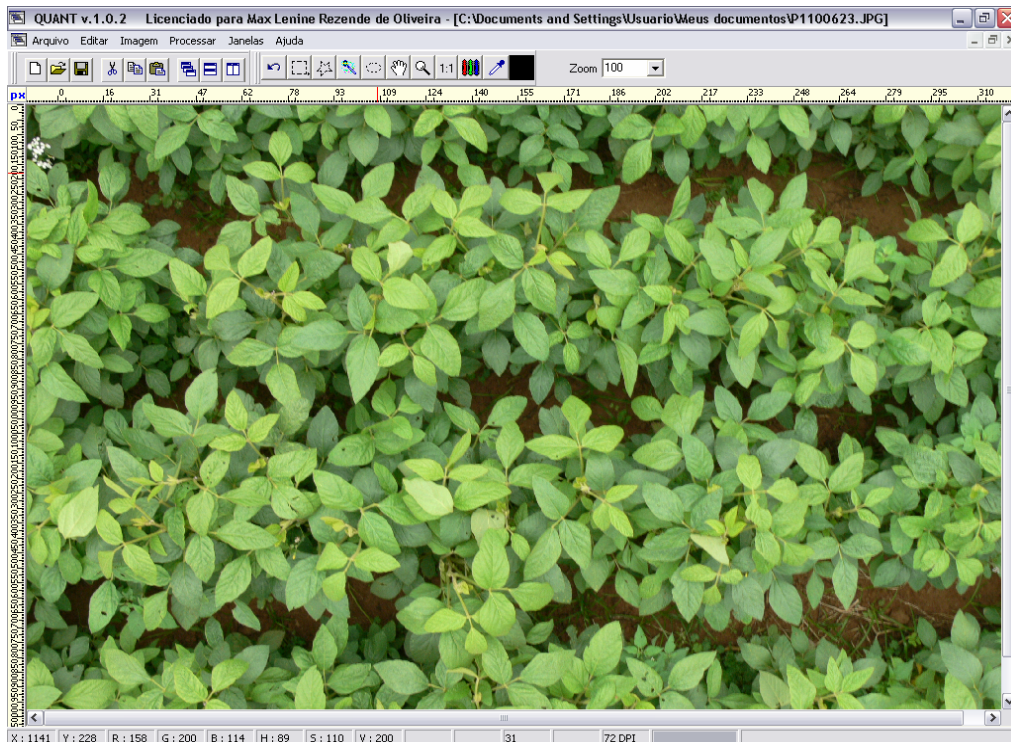 QUANT v.1.0.2 Licenciado para Max Lenine Rezende de Oliveira - [C:\Documents and Settings\Usuario\Meus documentos\P1100623.JPG]
Arquivo Editar Imagem Processar Janelas Ajuda
1:1 Zoom 100
px 0 16 31 47 62 78 93 109 124 140 155 171 186 202 217 233 248 264 279 295 310
X : 1141 Y : 228 R : 158 G : 200 B : 114 H : 89 S : 110 V : 200 31 72 DPI